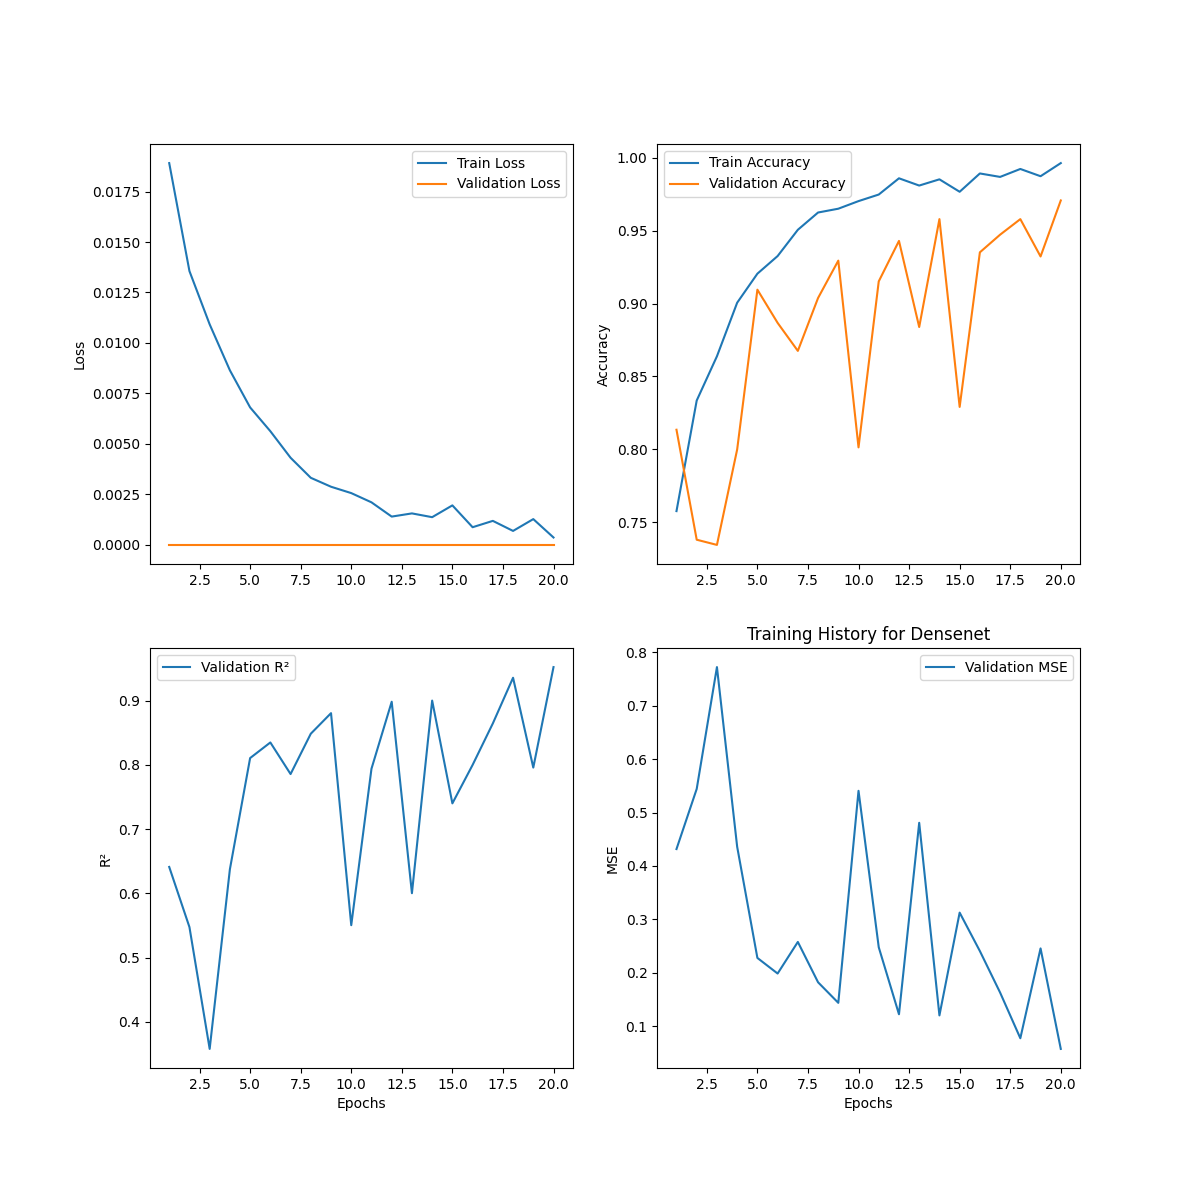 Train Loss
Validation Loss
0.0175
0.0150
0.0125
0.0100
0.0075
0.0050
0.0025
0.0000
Loss
2.5 5.0 7.5 10.0 12.5 15.0 17.5 20.0
Train Accuracy
Validation Accuracy
1.00
0.95
0.90
0.85
0.80
0.75
Accuracy
2.5 5.0 7.5 10.0 12.5 15.0 17.5 20.0
Validation R²
0.9
0.8
0.7
0.6
0.5
0.4
R²
2.5 5.0 7.5 10.0 12.5 15.0 17.5 20.0
Epochs
Training History for Densenet
Validation MSE
0.8
0.7
0.6
0.5
0.4
0.3
0.2
0.1
MSE
2.5 5.0 7.5 10.0 12.5 15.0 17.5 20.0
Epochs